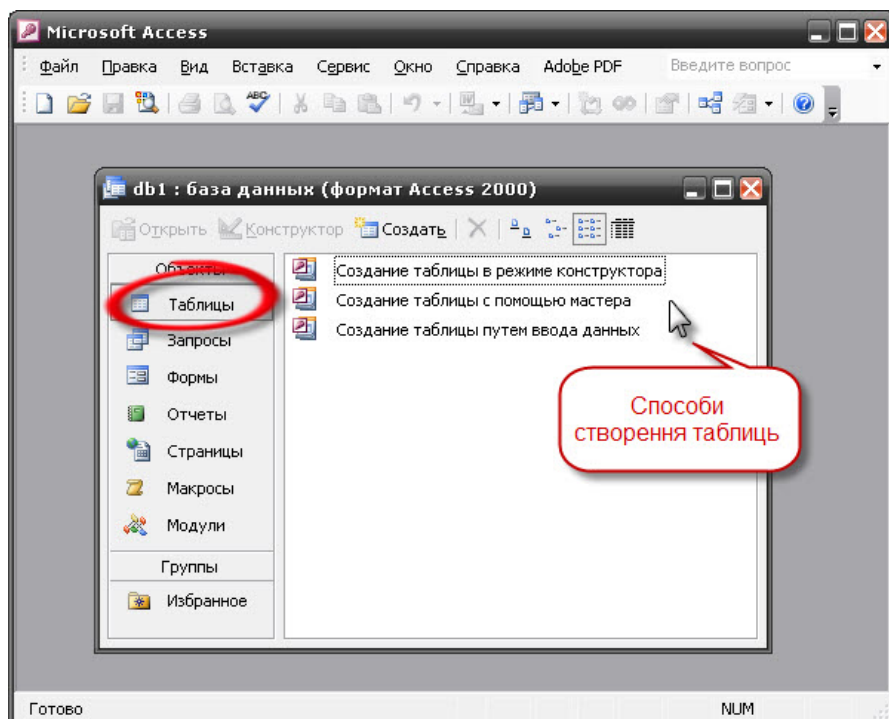 Microsoft Access
Файл Правка Вид Вставка Сервис Окно Справка Adobe PDF Введите вопрос
ABC
db1 : база данных (формат Access 2000)
Открыть Конструктор Создать
Объекты
Таблицы
Запросы
Формы
Отчеты
Страницы
Макросы
Модули
Группы
Избранное
Создание таблицы в режиме конструктора
Создание таблицы с помощью мастера
Создание таблицы путем ввода данных
Способи
створення таблиць
Готово NUM